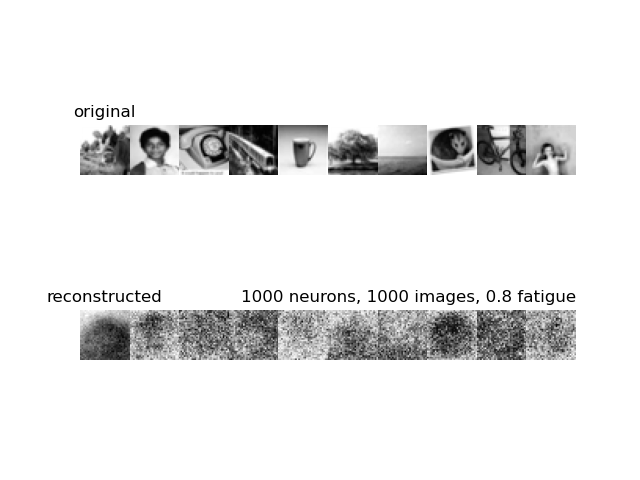 original
reconstructed
1000 neurons, 1000 images, 0.8 fatigue